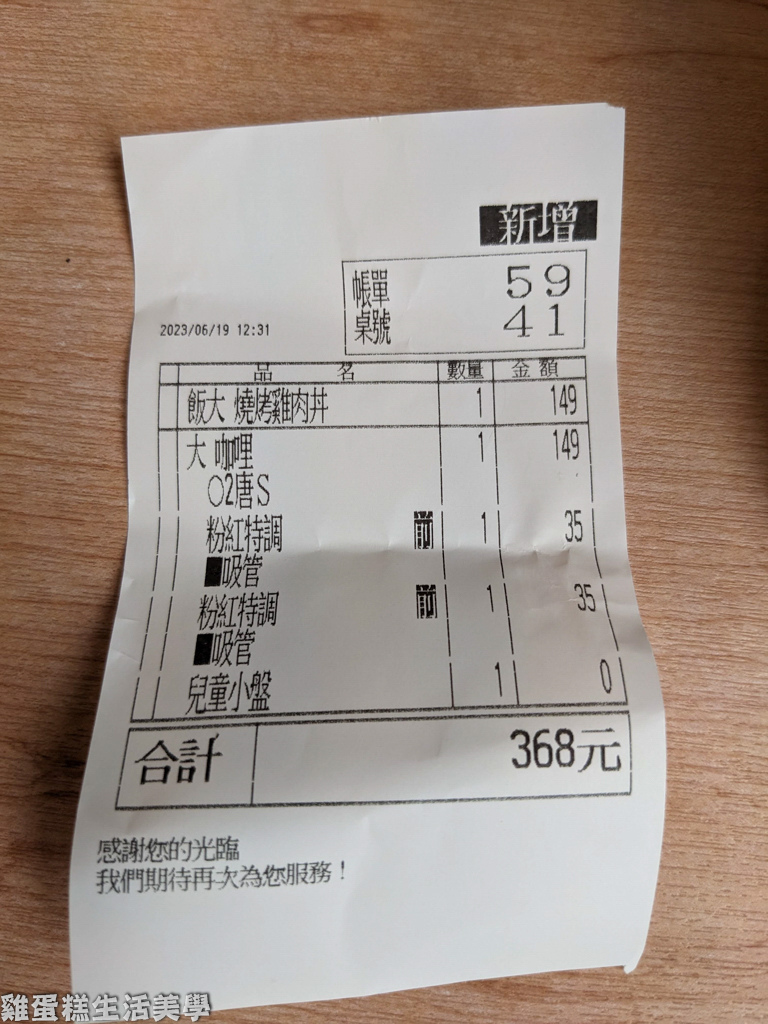 新增
帳單 59
桌號 41
2023/06/19 12:31
品名 數量 金額
飯大 燒烤雞肉丼 1 149
大 咖哩 1 149
○2唐S
粉紅特調 前 1 35
■吸管
粉紅特調 前 1 35
■吸管
兒童小盤 1 0
合計 368元
感謝您的光臨
我們期待再次為您服務！
雞蛋糕生活美學